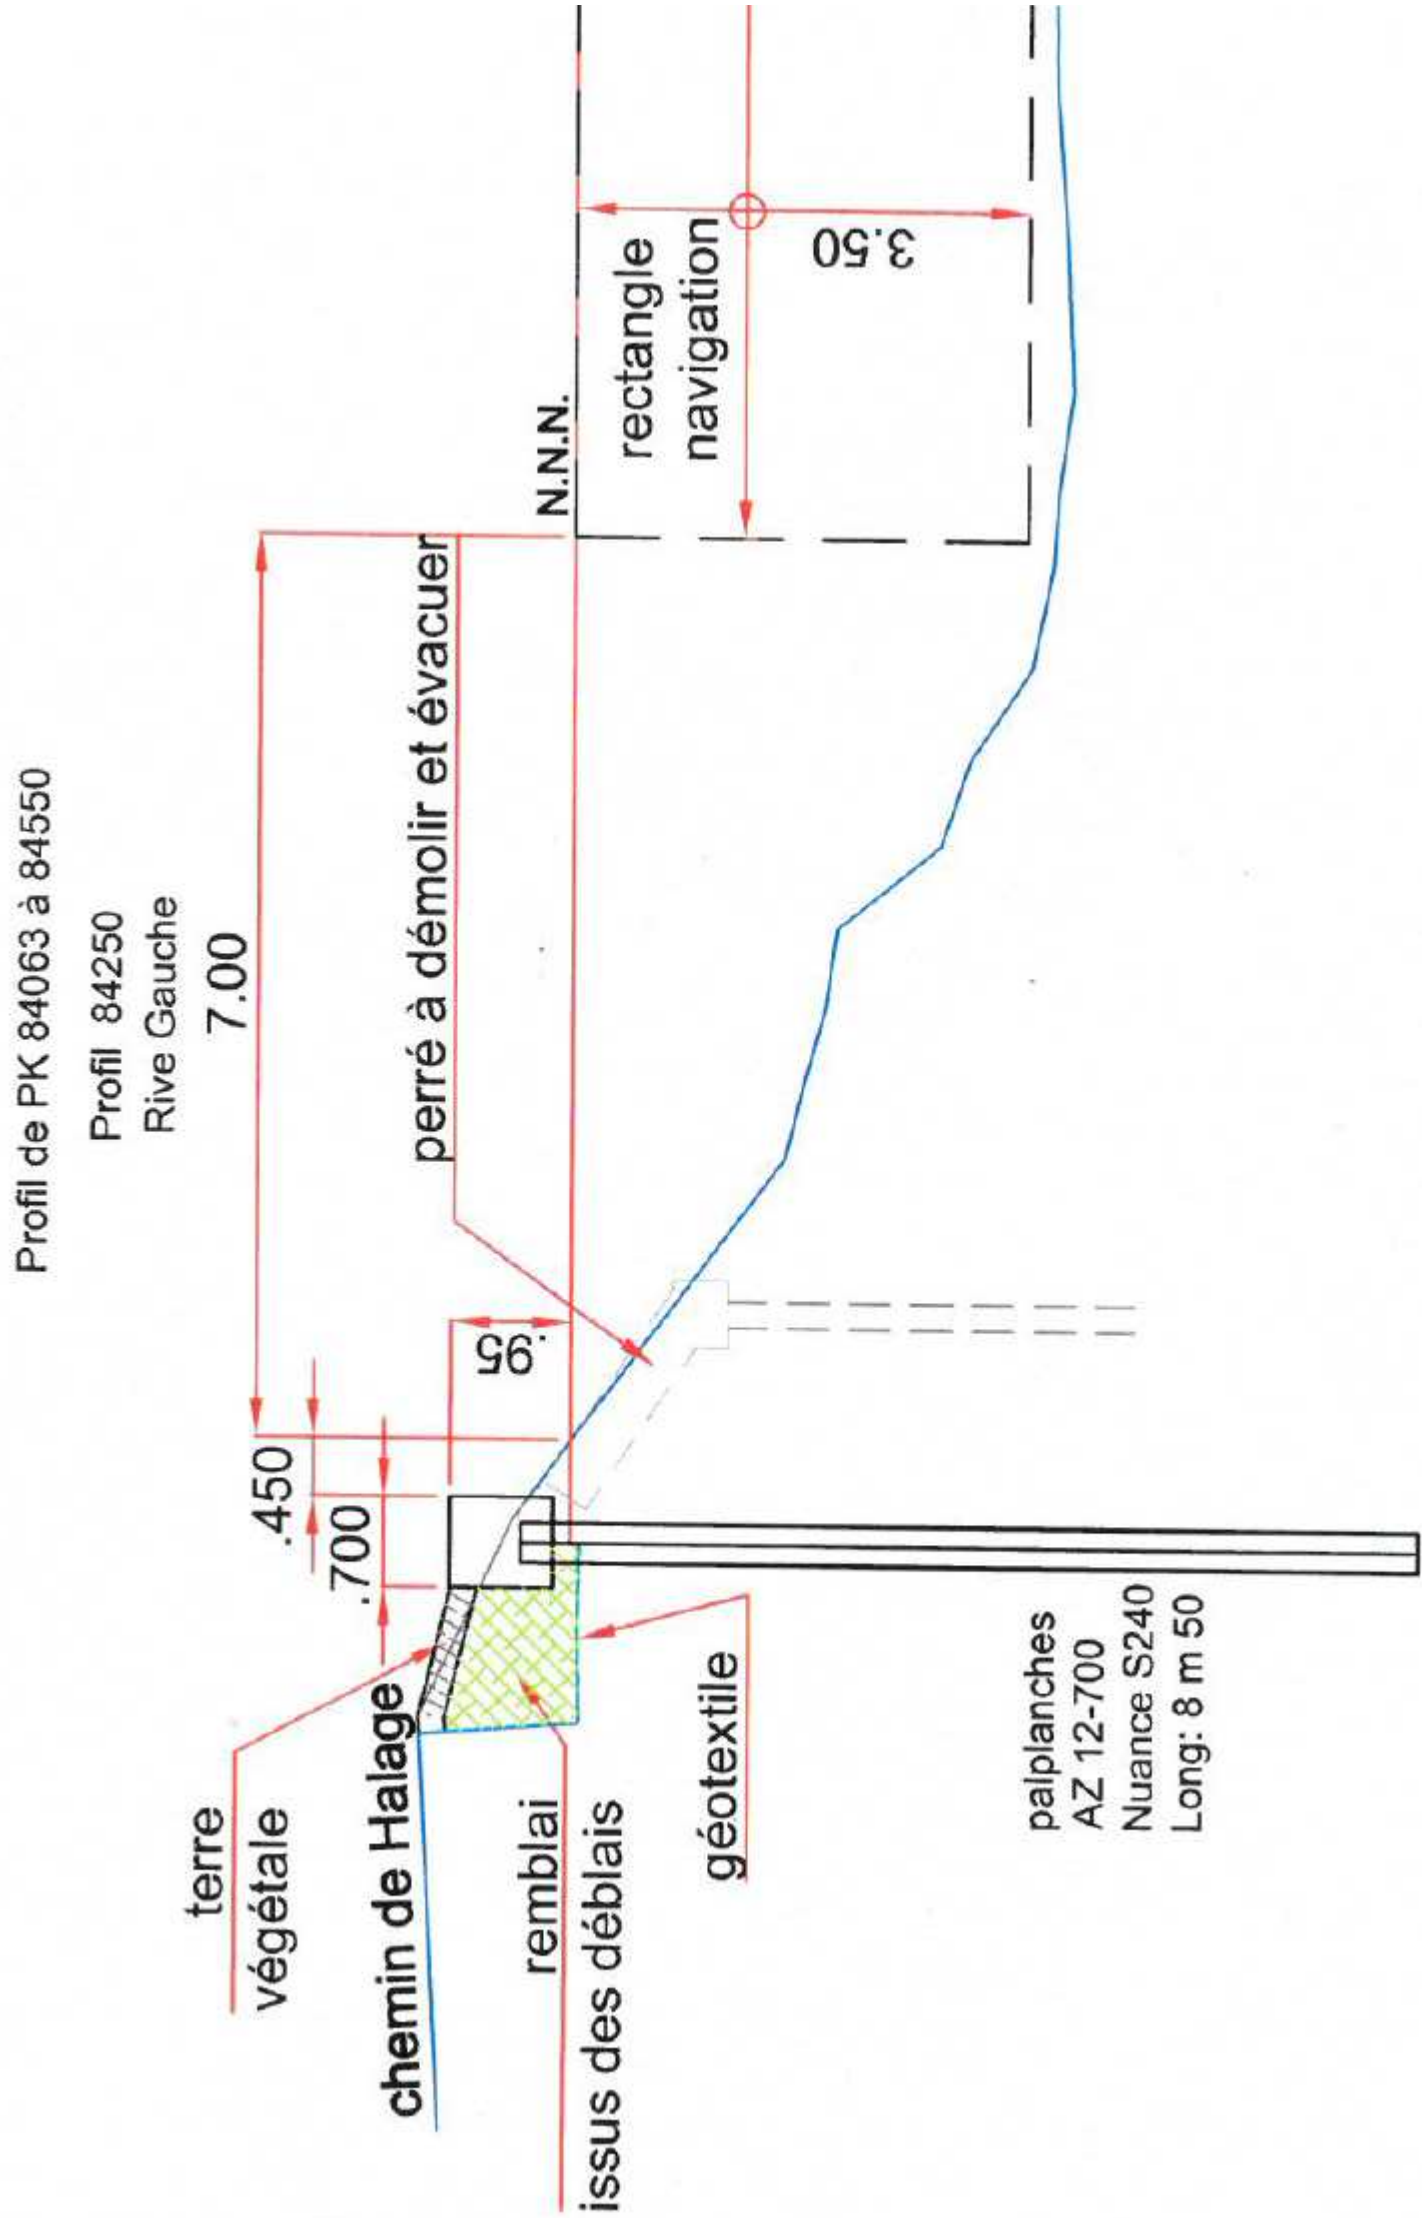 Profil de PK 84063 à 84550
Profil 84250
Rive Gauche
7.00
.450
.700
.95
terre
végétale
chemin de Halage
perré à démolir et évacuer
N.N.N.
rectangle
navigation
3.50
remblai
issus des déblais
géotextile
palplanches
AZ 12-700
Nuance S240
Long: 8 m 50